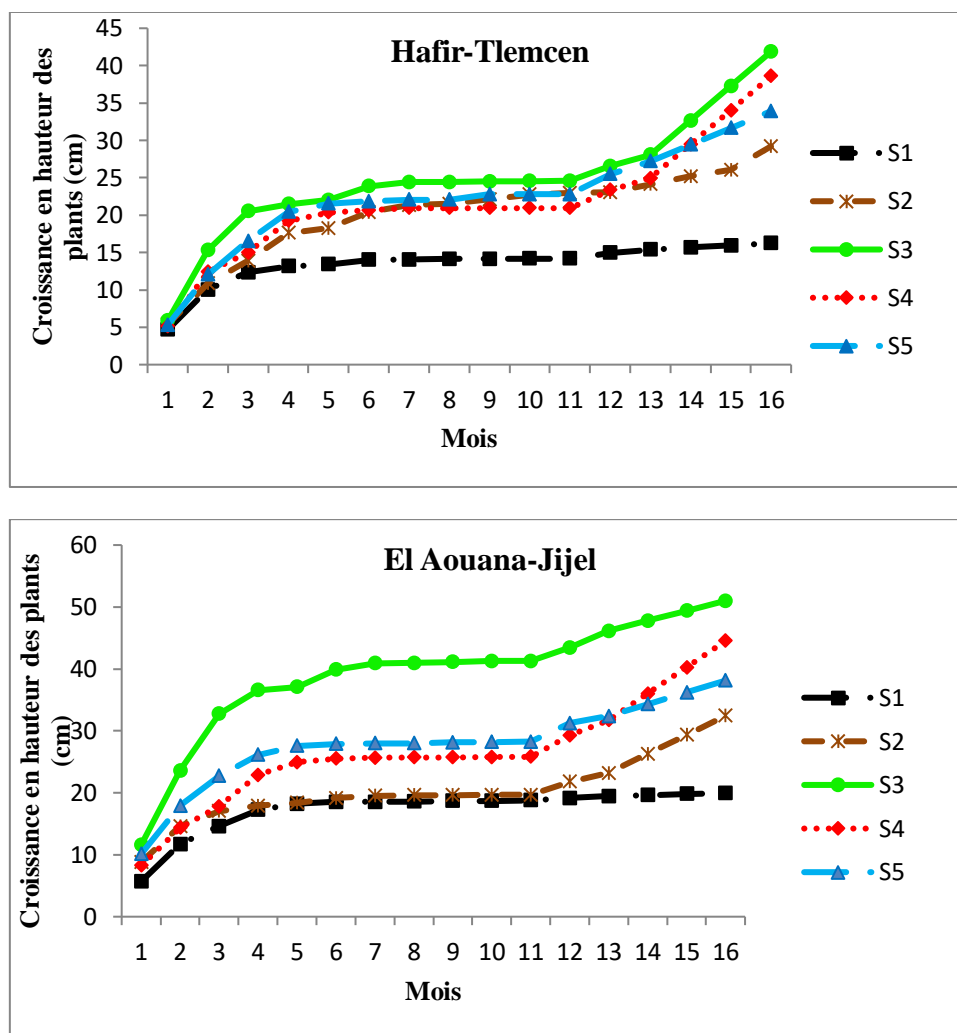 Hafir-Tlemcen
Croissance en hauteur des
plants (cm)
45
40
35
30
25
20
15
10
5
0
1 2 3 4 5 6 7 8 9 10 11 12 13 14 15 16
Mois
S1
S2
S3
S4
S5
El Aouana-Jijel
Croissance en hauteur des plants
(cm)
60
50
40
30
20
10
0
1 2 3 4 5 6 7 8 9 10 11 12 13 14 15 16
Mois
S1
S2
S3
S4
S5